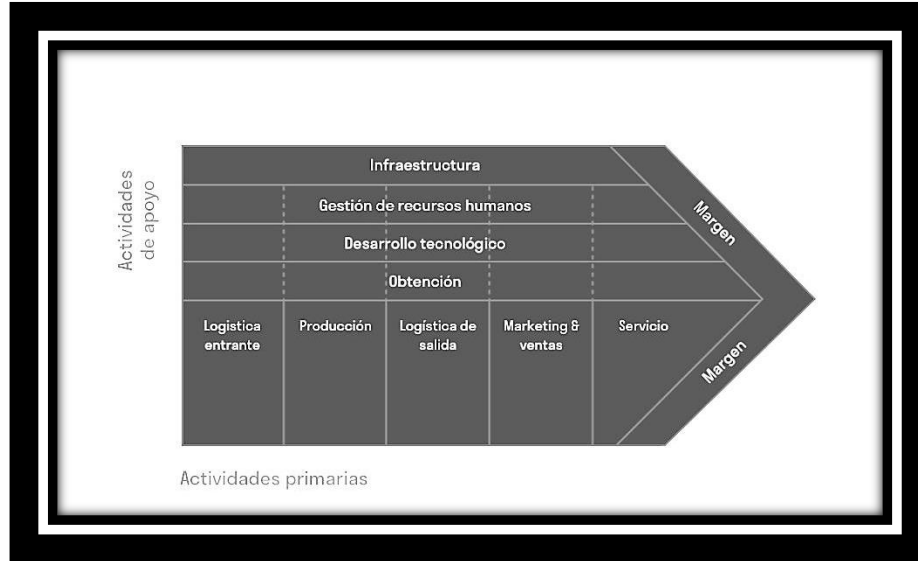 Actividades
de apoyo
Infraestructura
Gestión de recursos humanos
Desarrollo tecnológico
Obtención
Margen
Logistica
entrante
Producción
Logística de
salida
Marketing &
ventas
Servicio
Margen
Actividades primarias